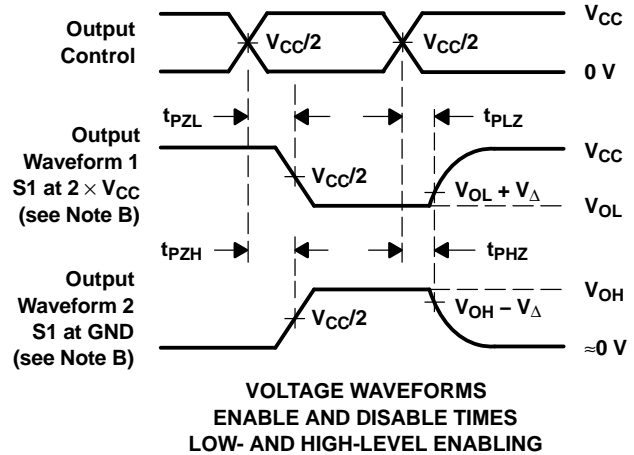 Output
Control
V_CC/2
V_CC/2
V_CC
0 V
t_PZL
t_PLZ
Output
Waveform 1
S1 at 2 × V_CC
(see Note B)
V_CC/2
V_OL + V_Δ
V_CC
V_OL
t_PZH
t_PHZ
Output
Waveform 2
S1 at GND
(see Note B)
V_CC/2
V_OH – V_Δ
V_OH
≈0 V
VOLTAGE WAVEFORMS
ENABLE AND DISABLE TIMES
LOW- AND HIGH-LEVEL ENABLING